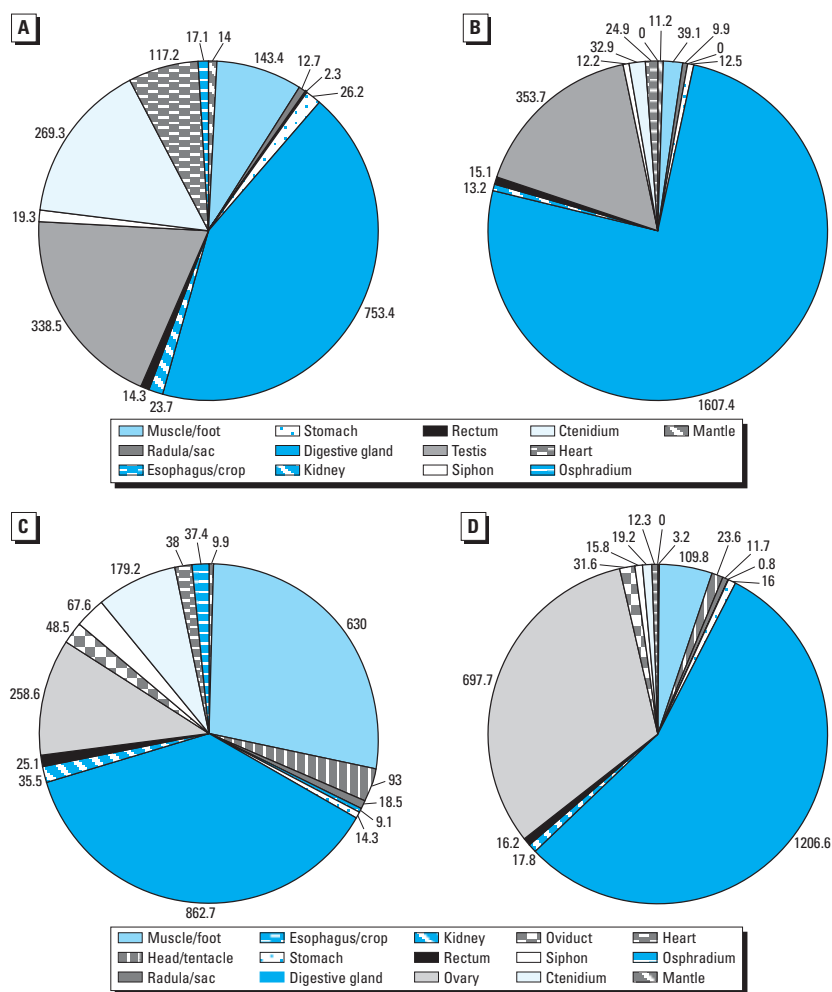 A
17.1 14
117.2 143.4
12.7
2.3
26.2
269.3
19.3
753.4
338.5
14.3
23.7
B
24.9 0 11.2 39.1 9.9
32.9 0
12.2 12.5
353.7
15.1
13.2
1607.4
Muscle/foot Stomach Rectum Ctenidium Mantle
Radula/sac Digestive gland Testis Heart
Esophagus/crop Kidney Siphon Osphradium
C
37.4 9.9
38
179.2
67.6 630
48.5
258.6
25.1 93
35.5 18.5
9.1
14.3
862.7
D
12.3 0 3.2 23.6
19.2 109.8 11.7
15.8 0.8
31.6 16
697.7
16.2 1206.6
17.8
Muscle/foot Esophagus/crop Kidney Oviduct Heart
Head/tentacle Stomach Rectum Siphon Osphradium
Radula/sac Digestive gland Ovary Ctenidium Mantle